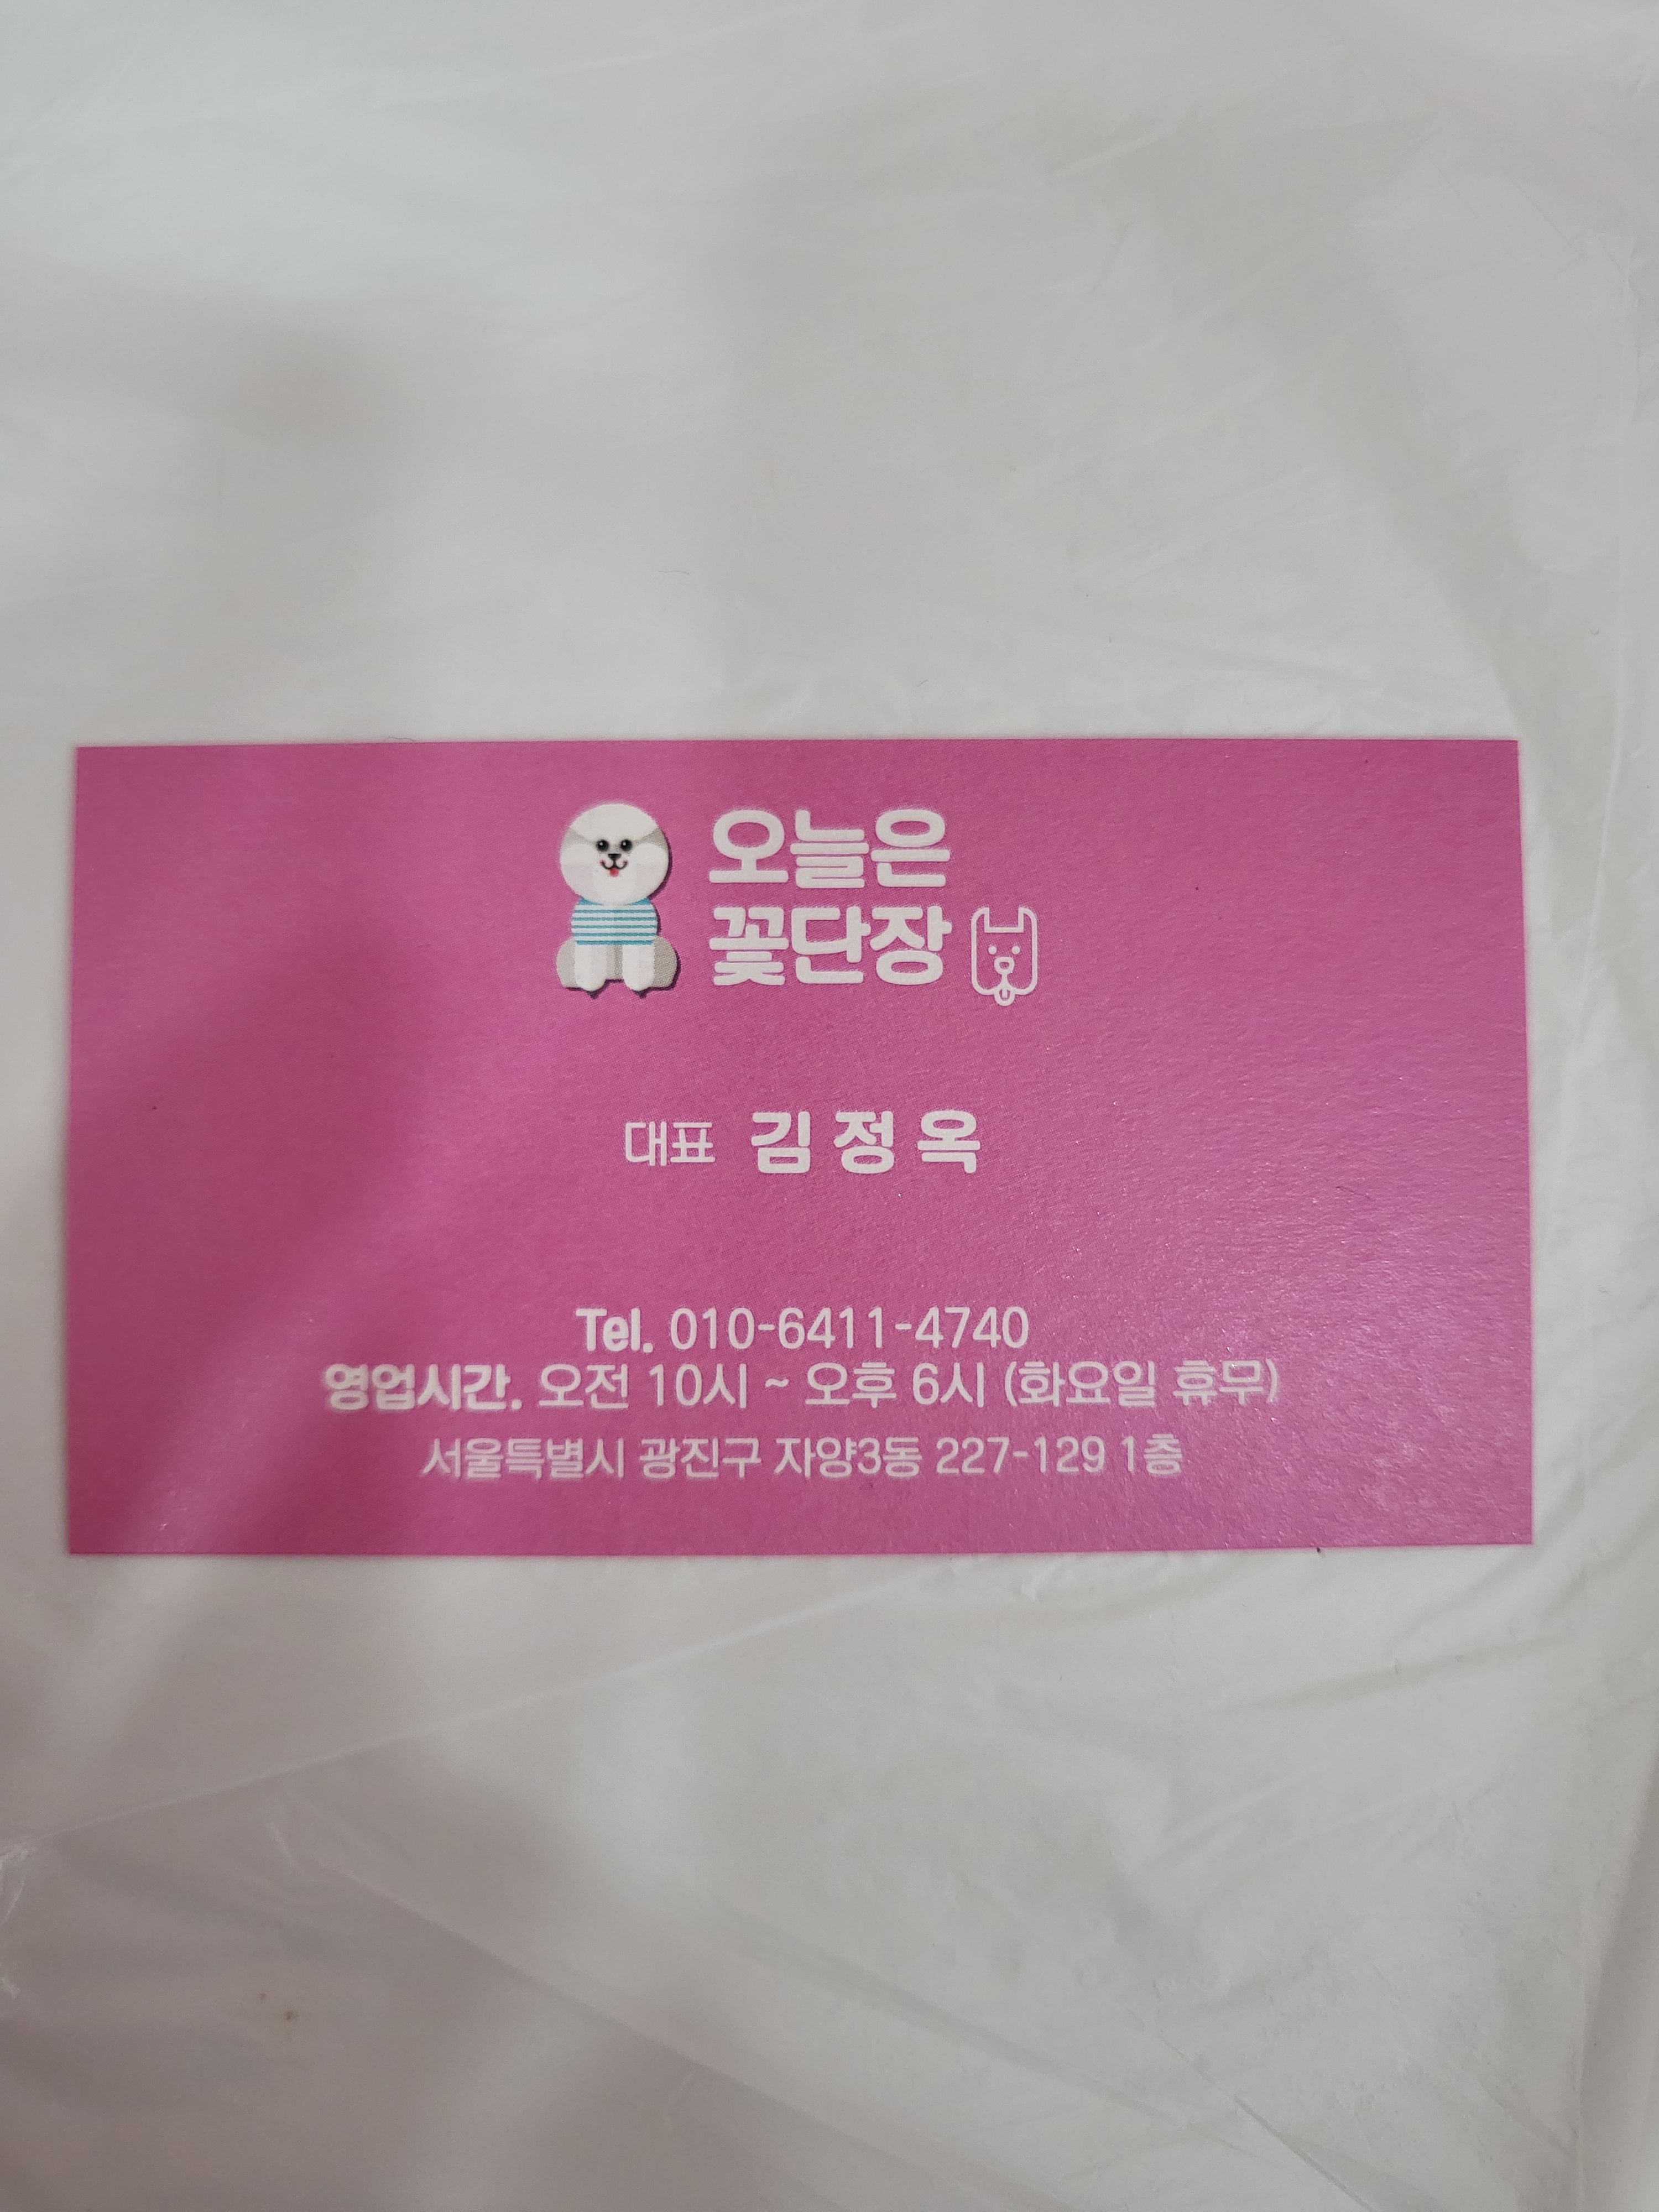 오늘은
꽃단장
대표 김정옥
Tel. 010-6411-4740
영업시간. 오전 10시 ~ 오후 6시 (화요일 휴무)
서울특별시 광진구 자양3동 227-129 1층